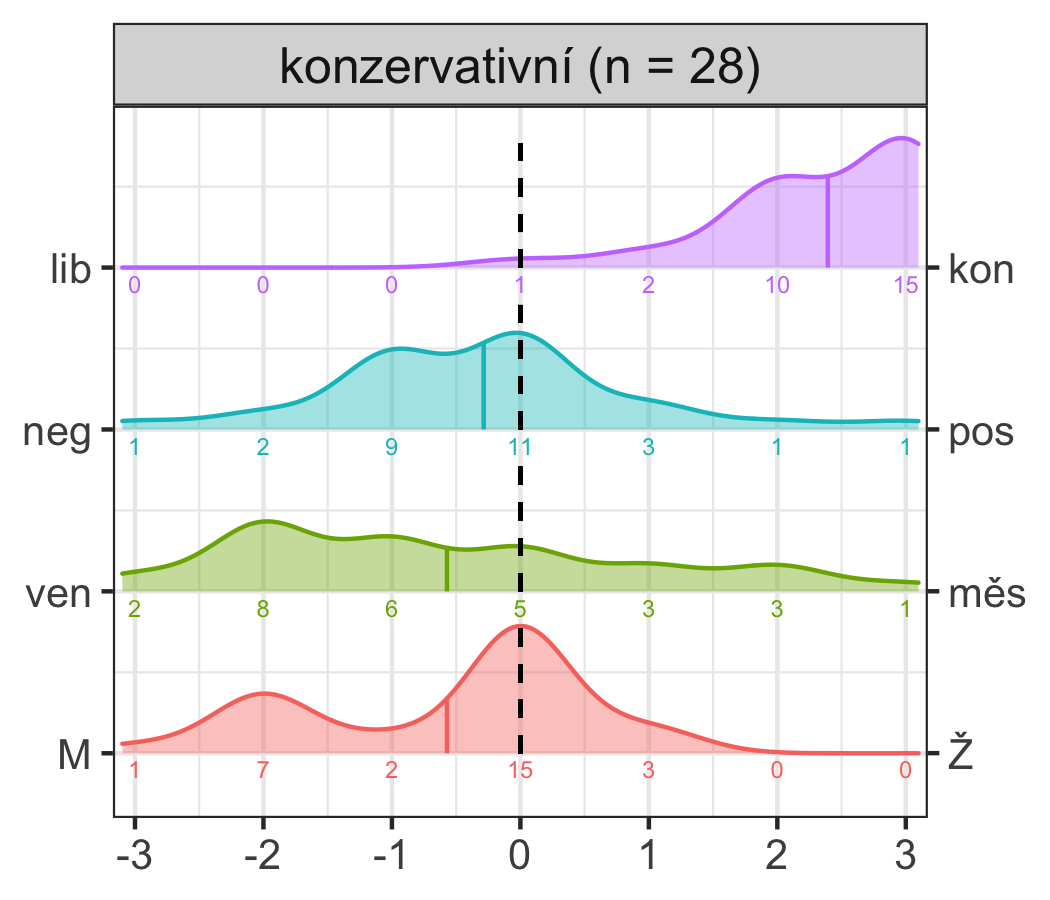 konzervativní (n = 28)
lib kon
0 0 0 1 2 10 15
neg pos
1 2 9 11 3 1 1
ven měs
2 8 6 5 3 3 1
M Ž
1 7 2 15 3 0 0
-3 -2 -1 0 1 2 3